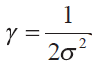 γ = 1 / 2σ²